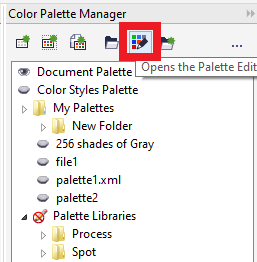 Color Palette Manager
...
Opens the Palette Edit
Document Palette
Color Styles Palette
My Palettes
New Folder
256 shades of Gray
file1
palette1.xml
palette2
Palette Libraries
Process
Spot